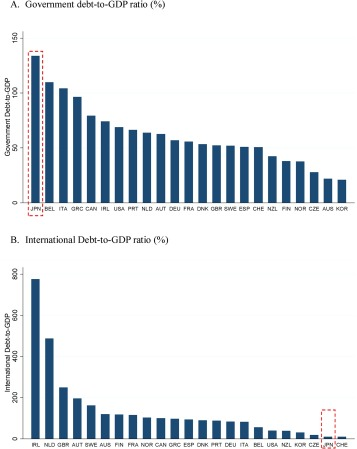 A. Government debt-to-GDP ratio (%)
Government Debt-to-GDP
150
100
50
0
JPN BEL ITA GRC CAN IRL USA PRT NLD AUT DEU FRA DNK GBR SWE ESP CHE NZL FIN NOR CZE AUS KOR
B. International Debt-to-GDP ratio (%)
International Debt-to-GDP
800
600
400
200
0
IRL NLD GBR AUT SWE AUS FIN FRA NOR CAN GRC ESP DNK PRT DEU ITA BEL USA NZL KOR CZE JPN CHE